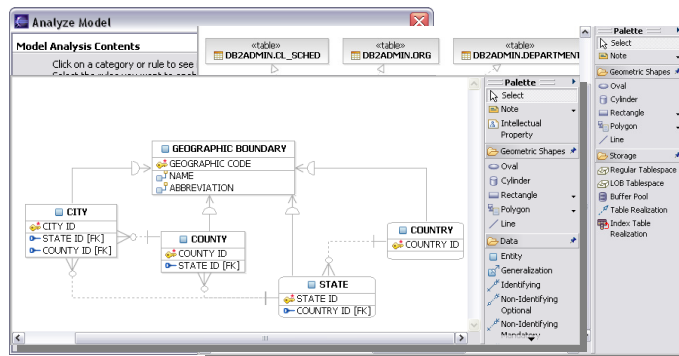 Analyze Model
Model Analysis Contents
Click on a category or rule to see
«table»
DB2ADMIN.CL_SCHED
«table»
DB2ADMIN.ORG
«table»
DB2ADMIN.DEPARTMENT
Palette
Select
Note
Geometric Shapes
Oval
Cylinder
Rectangle
Polygon
Line
Storage
Regular Tablespace
LOB Tablespace
Buffer Pool
Table Realization
Index Table
Realization
Palette
Select
Note
Intellectual
Property
Geometric Shapes
Oval
Cylinder
Rectangle
Polygon
Line
Data
Entity
Generalization
Identifying
Non-Identifying
Optional
Non-Identifying
Mandatory
GEOGRAPHIC BOUNDARY
GEOGRAPHIC CODE
NAME
ABBREVIATION
CITY
CITY ID
STATE ID [FK]
COUNTY ID [FK]
COUNTY
COUNTY ID
STATE ID [FK]
COUNTRY
COUNTRY ID
STATE
STATE ID
COUNTRY ID [FK]